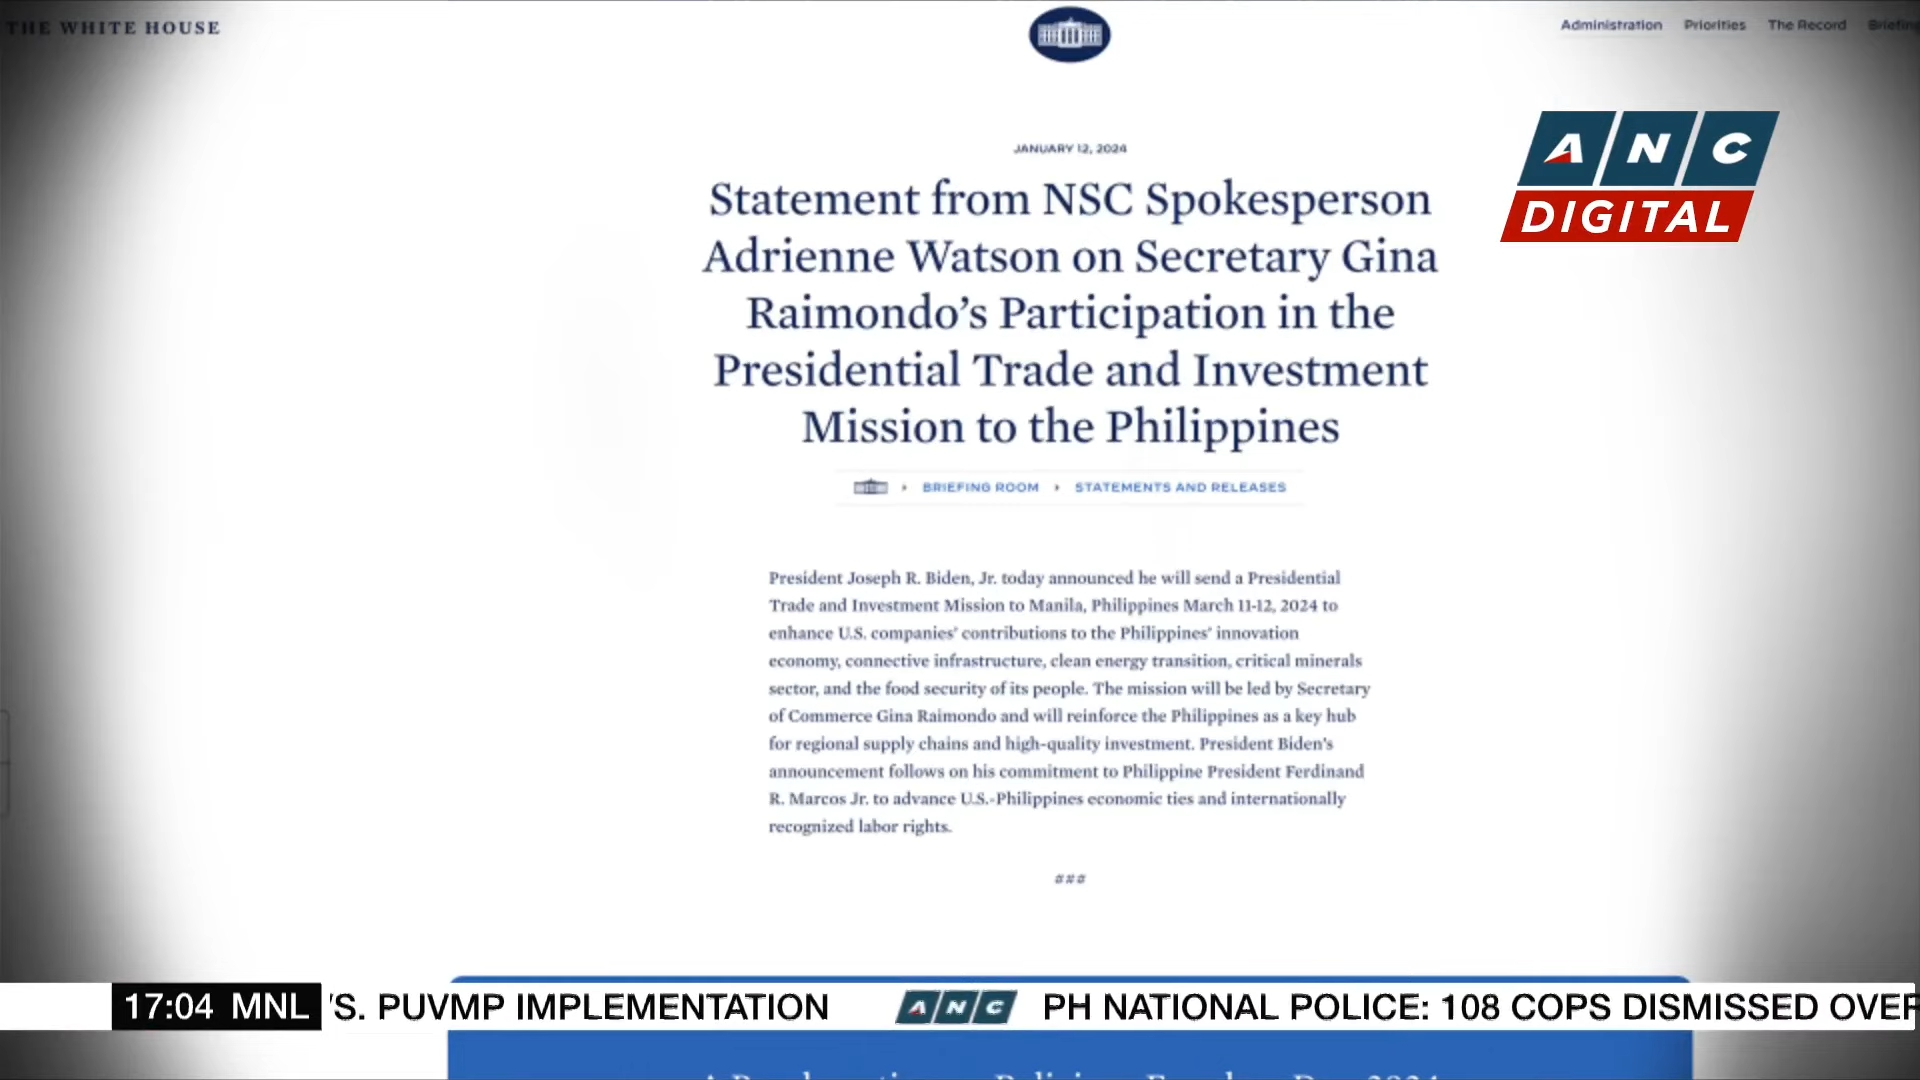 THE WHITE HOUSE
Administration Priorities The Record Briefing
ANC
DIGITAL
JANUARY 12, 2024
Statement from NSC Spokesperson
Adrienne Watson on Secretary Gina
Raimondo’s Participation in the
Presidential Trade and Investment
Mission to the Philippines
BRIEFING ROOM
STATEMENTS AND RELEASES
President Joseph R. Biden, Jr. today announced he will send a Presidential
Trade and Investment Mission to Manila, Philippines March 11-12, 2024 to
enhance U.S. companies’ contributions to the Philippines’ innovation
economy, connective infrastructure, clean energy transition, critical minerals
sector, and the food security of its people. The mission will be led by Secretary
of Commerce Gina Raimondo and will reinforce the Philippines as a key hub
for regional supply chains and high-quality investment. President Biden’s
announcement follows on his commitment to Philippine President Ferdinand
R. Marcos Jr. to advance U.S.-Philippines economic ties and internationally
recognized labor rights.
###
17:04 MNL VS. PUVMP IMPLEMENTATION ANC PH NATIONAL POLICE: 108 COPS DISMISSED OVER